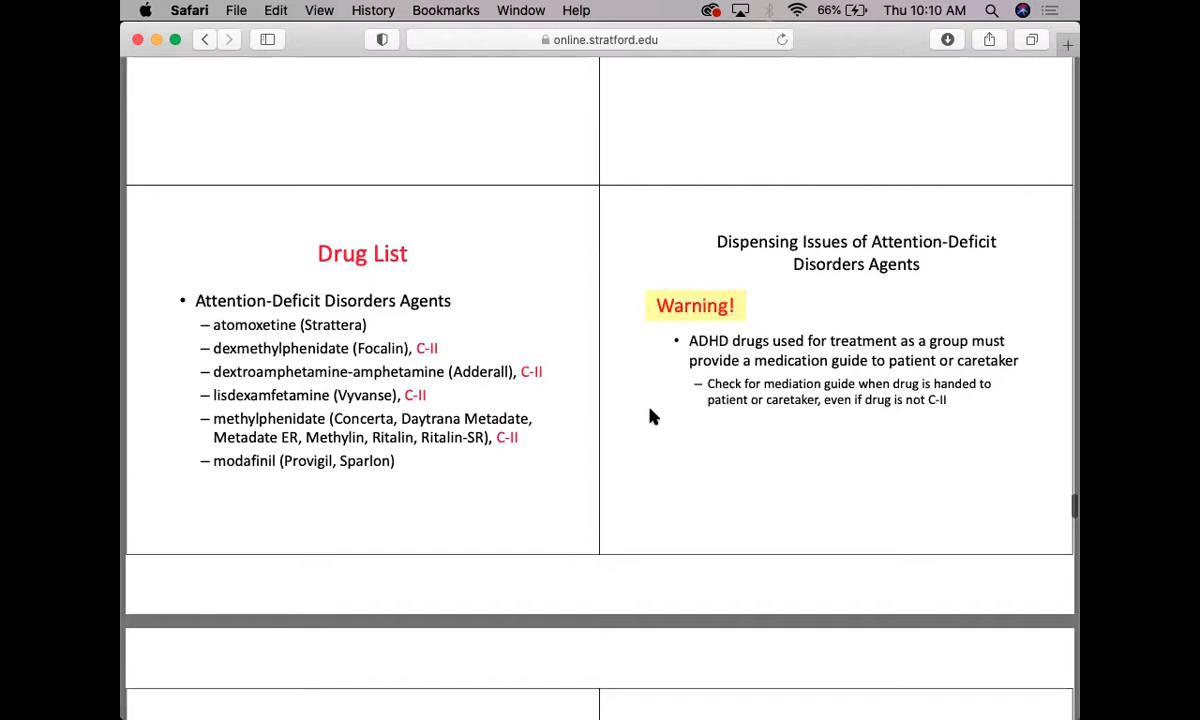 Safari File Edit View History Bookmarks Window Help 66% Thu 10:10 AM
online.stratford.edu
Drug List
• Attention-Deficit Disorders Agents
– atomoxetine (Strattera)
– dexmethylphenidate (Focalin), C-II
– dextroamphetamine-amphetamine (Adderall), C-II
– lisdexamfetamine (Vyvanse), C-II
– methylphenidate (Concerta, Daytrana Metadate,
Metadate ER, Methylin, Ritalin, Ritalin-SR), C-II
– modafinil (Provigil, Sparlon)
Dispensing Issues of Attention-Deficit
Disorders Agents
Warning!
• ADHD drugs used for treatment as a group must
provide a medication guide to patient or caretaker
– Check for mediation guide when drug is handed to
patient or caretaker, even if drug is not C-II